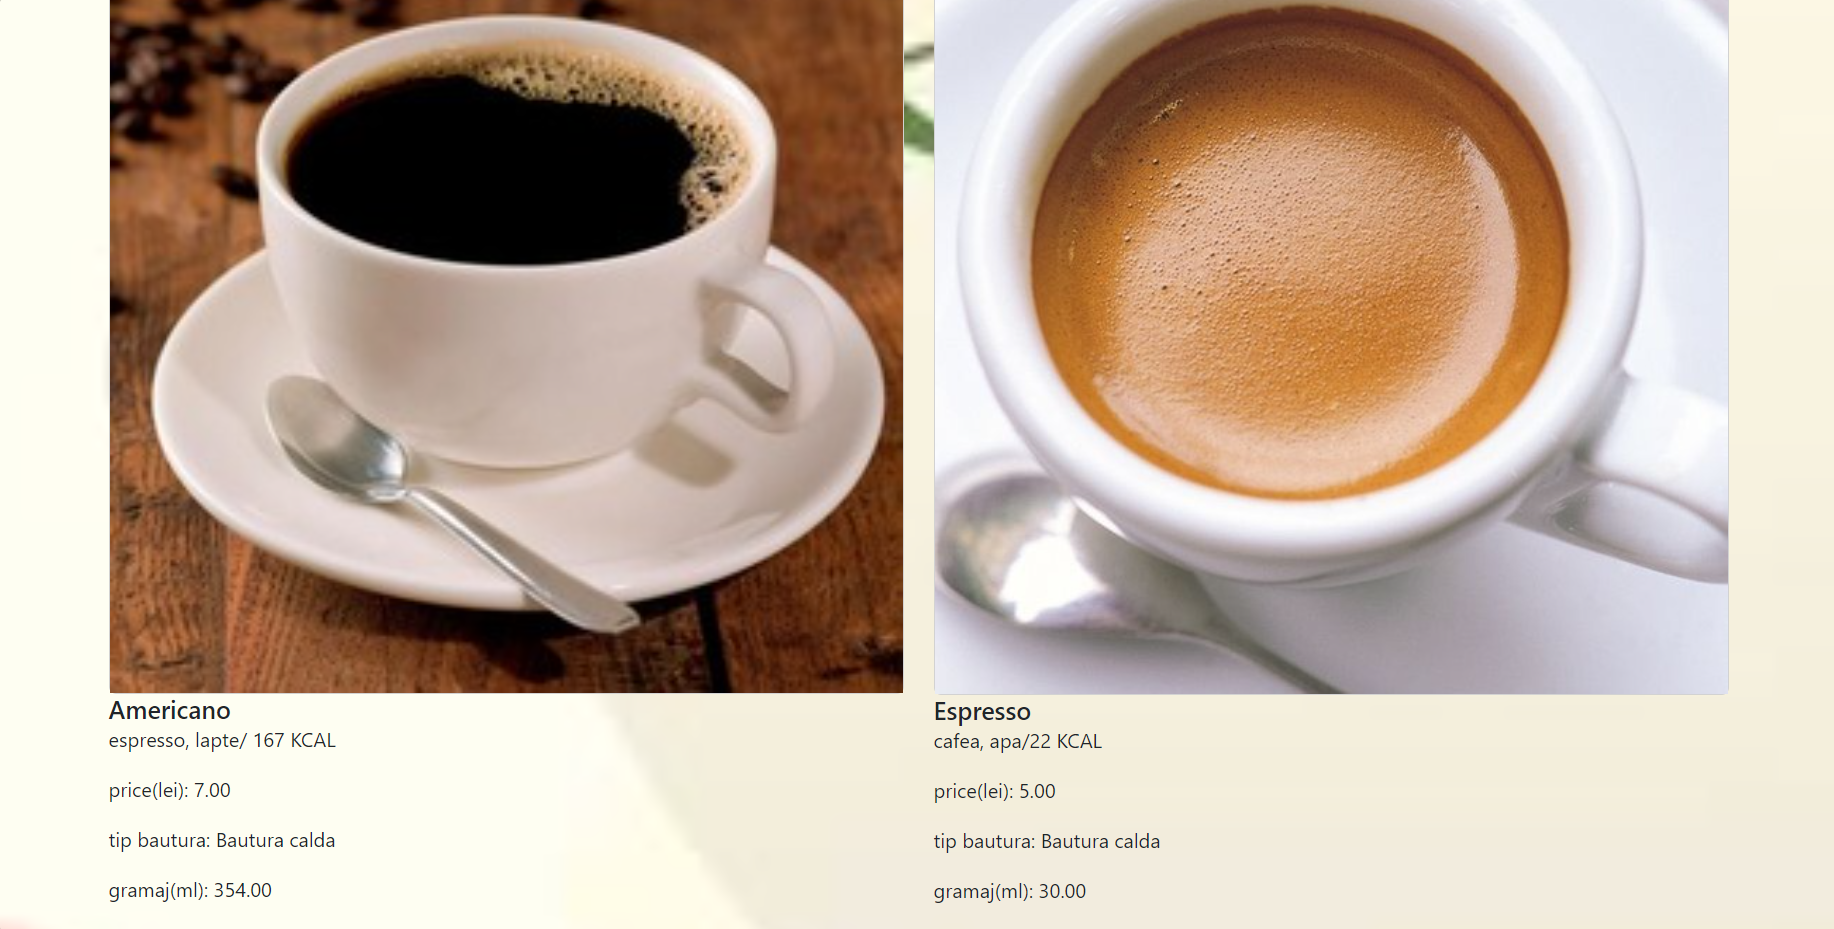 Americano
espresso, lapte/ 167 KCAL
price(lei): 7.00
tip bautura: Bautura calda
gramaj(ml): 354.00
Espresso
cafea, apa/22 KCAL
price(lei): 5.00
tip bautura: Bautura calda
gramaj(ml): 30.00